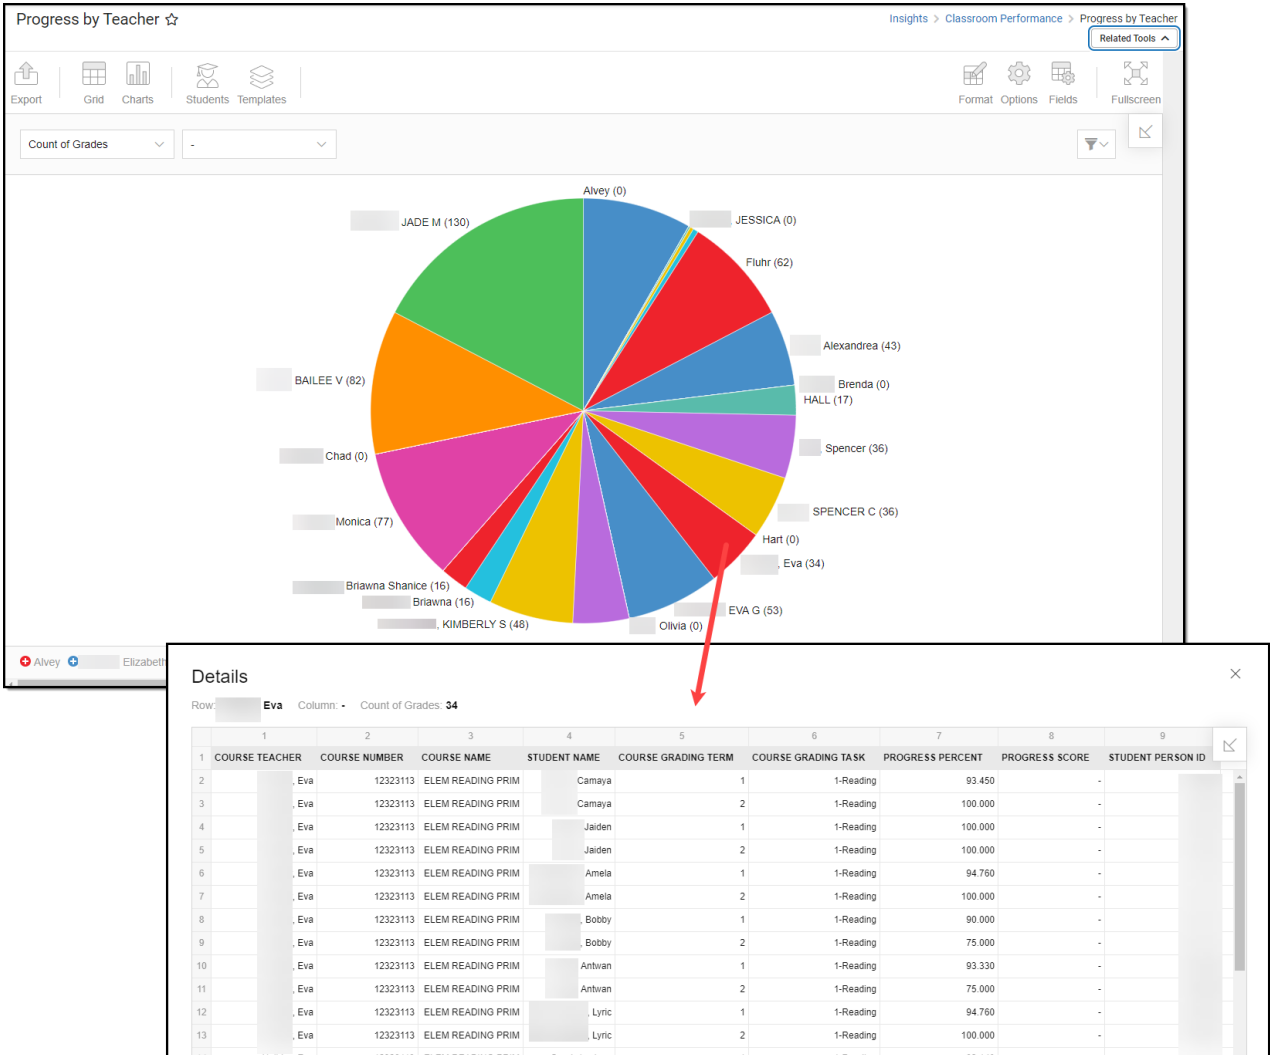 Progress by Teacher
Insights > Classroom Performance > Progress by Teacher
Related Tools
Export Grid Charts Students Templates Format Options Fields Fullscreen
Count of Grades -
Alvey (0)
JADE M (130) , JESSICA (0)
Fluhr (62)
Alexandrea (43)
BAILEE V (82) Brenda (0)
HALL (17)
Chad (0) , Spencer (36)
Monica (77) SPENCER C (36)
Hart (0)
, Eva (34)
Briawna Shanice (16)
Briawna (16)
EVA G (53)
, KIMBERLY S (48) Olivia (0)
Alvey Elizabeth
Details
Row: Eva Column: - Count of Grades: 34
1 2 3 4 5 6 7 8 9
1 COURSE TEACHER COURSE NUMBER COURSE NAME STUDENT NAME COURSE GRADING TERM COURSE GRADING TASK PROGRESS PERCENT PROGRESS SCORE STUDENT PERSON ID
2 , Eva 12323113 ELEM READING PRIM Camaya 1 1-Reading 93.450 -
3 , Eva 12323113 ELEM READING PRIM Camaya 2 1-Reading 100.000 -
4 , Eva 12323113 ELEM READING PRIM Jaiden 1 1-Reading 100.000 -
5 , Eva 12323113 ELEM READING PRIM Jaiden 2 1-Reading 100.000 -
6 , Eva 12323113 ELEM READING PRIM Amela 1 1-Reading 94.760 -
7 , Eva 12323113 ELEM READING PRIM Amela 2 1-Reading 100.000 -
8 , Eva 12323113 ELEM READING PRIM , Bobby 1 1-Reading 90.000 -
9 , Eva 12323113 ELEM READING PRIM , Bobby 2 1-Reading 75.000 -
10 , Eva 12323113 ELEM READING PRIM Antwan 1 1-Reading 93.330 -
11 , Eva 12323113 ELEM READING PRIM Antwan 2 1-Reading 75.000 -
12 , Eva 12323113 ELEM READING PRIM , Lyric 1 1-Reading 94.760 -
13 , Eva 12323113 ELEM READING PRIM , Lyric 2 1-Reading 100.000 -